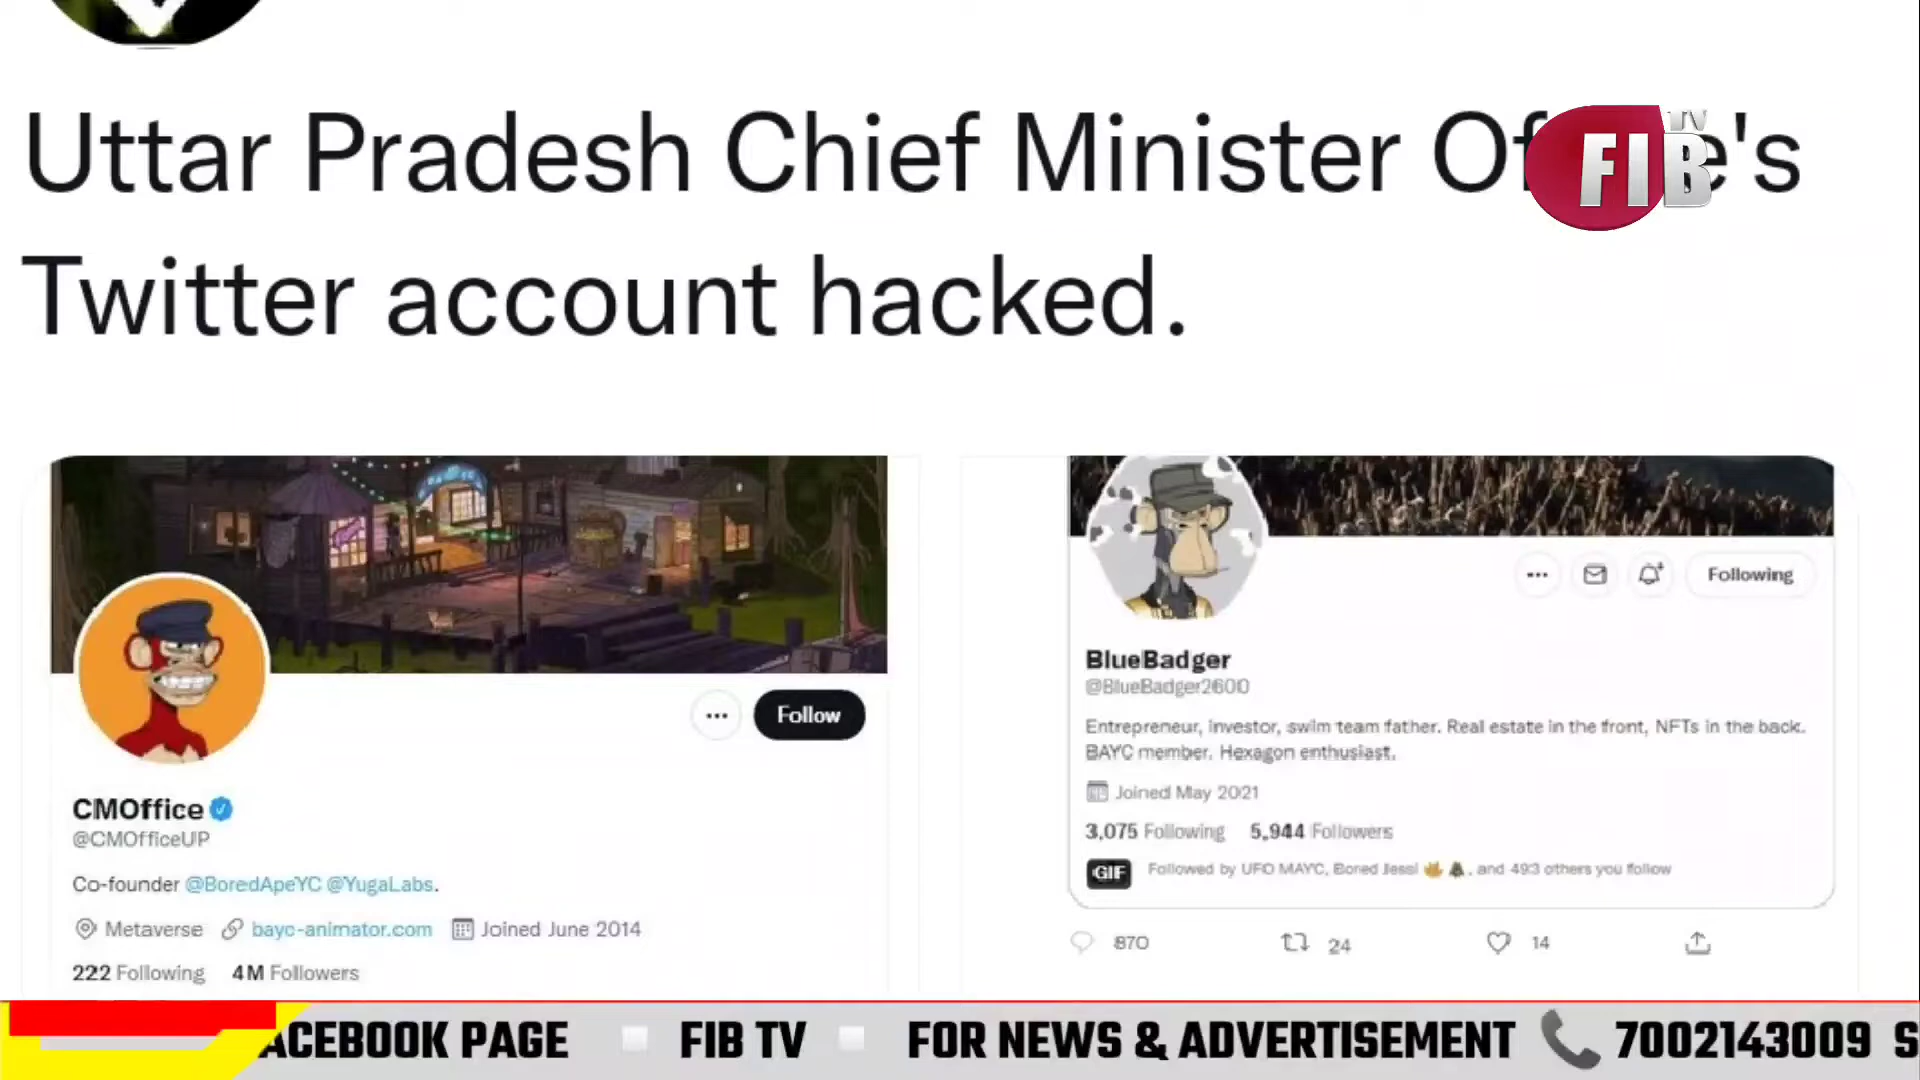 Uttar Pradesh Chief Minister Of e's
TV
FIB
Twitter account hacked.
Follow
CMOffice
@CMOfficeUP
Co-founder @BoredApeYC @YugaLabs.
Metaverse bayc-animator.com Joined June 2014
222 Following 4M Followers
Following
BlueBadger
@BlueBadger2600
Entrepreneur, investor, swim team father. Real estate in the front, NFTs in the back.
BAYC member. Hexagon enthusiast.
Joined May 2021
3,075 Following 5,944 Followers
GIF Followed by UFO MAYC, Bored Jessi 👋 🔔, and 493 others you follow
870 24 14
ACEBOOK PAGE FIB TV FOR NEWS & ADVERTISEMENT 7002143009 S